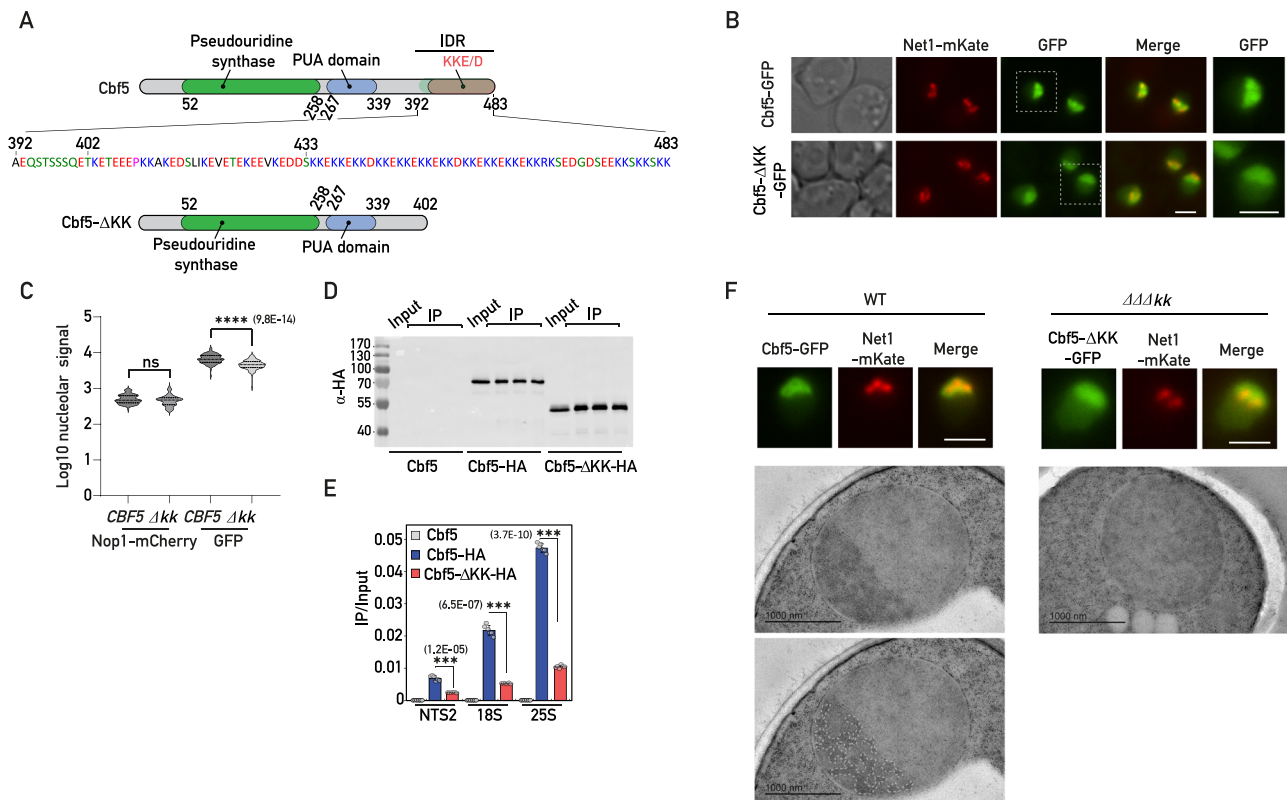 A
Pseudouridine
synthase
PUA domain
IDR
KKE/D
Cbf5
52
258
267
339
392
483
392
402
433
483
AEQSTSSSQETKETEEEPKKAKEDSLIKEVETEKEEVKEDDSKKEKKEKKDKKEKKEKKEKKDKKEKKEKKEKKRKSEDGDSEEKKSKKSKK
52
258
267
339
402
Cbf5-ΔKK
Pseudouridine
synthase
PUA domain
B
Net1-mKate
GFP
Merge
GFP
Cbf5-GFP
Cbf5-ΔKK
-GFP
C
Log10 nucleolar signal
5
4
3
2
1
0
ns
**** (9.8E-14)
CBF5 Δkk
CBF5 Δkk
Nop1-mCherry
GFP
D
Input
IP
Input
IP
Input
IP
α-HA
170
130
100
70
55
40
Cbf5
Cbf5-HA
Cbf5-ΔKK-HA
E
IP/Input
0.05
0.04
0.03
0.02
0.01
0
Cbf5
Cbf5-HA
Cbf5-ΔKK-HA
(1.2E-05)
***
(6.5E-07)
***
(3.7E-10)
***
NTS2
18S
25S
F
WT
Cbf5-GFP
Net1
-mKate
Merge
1000 nm
1000 nm
ΔΔΔkk
Cbf5-ΔKK
-GFP
Net1
-mKate
Merge
1000 nm